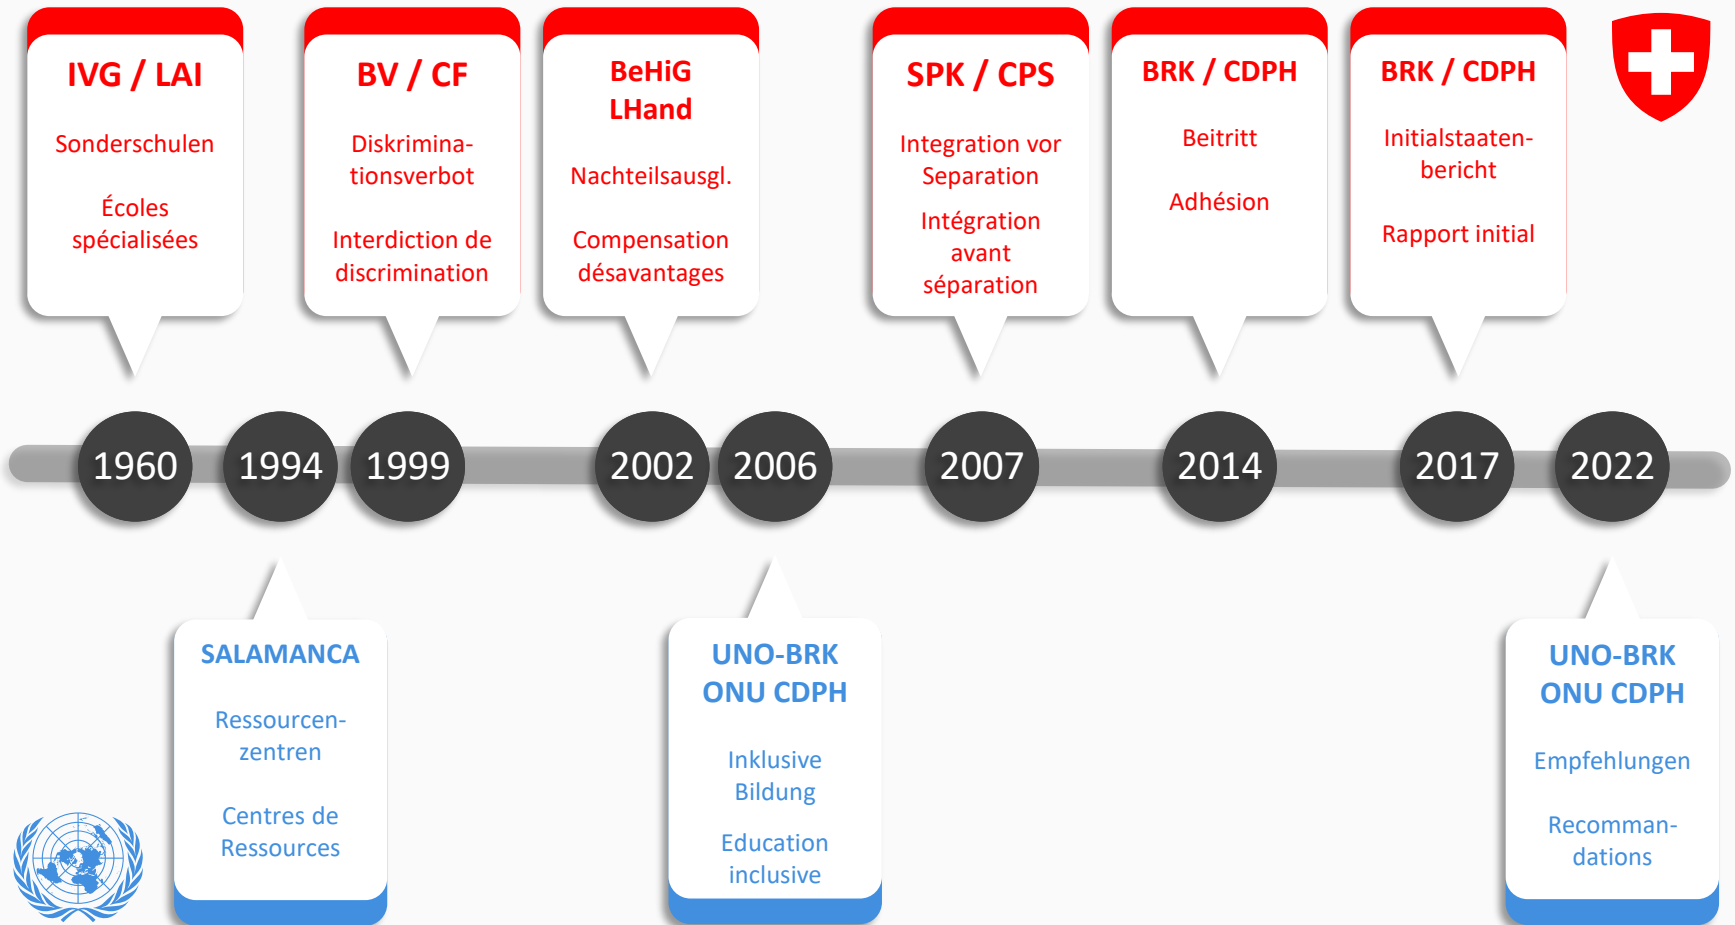 IVG / LAI
Sonderschulen
Écoles
spécialisées
BV / CF
Diskrimina-
tionsverbot
Interdiction de
discrimination
BeHiG
LHand
Nachteilsausgl.
Compensation
désavantages
SPK / CPS
Integration vor
Separation
Intégration
avant
séparation
BRK / CDPH
Beitritt
Adhésion
BRK / CDPH
Initialstaaten-
bericht
Rapport initial
1960
1994
1999
2002
2006
2007
2014
2017
2022
SALAMANCA
Ressourcen-
zentren
Centres de
Ressources
UNO-BRK
ONU CDPH
Inklusive
Bildung
Education
inclusive
UNO-BRK
ONU CDPH
Empfehlungen
Recomman-
dations